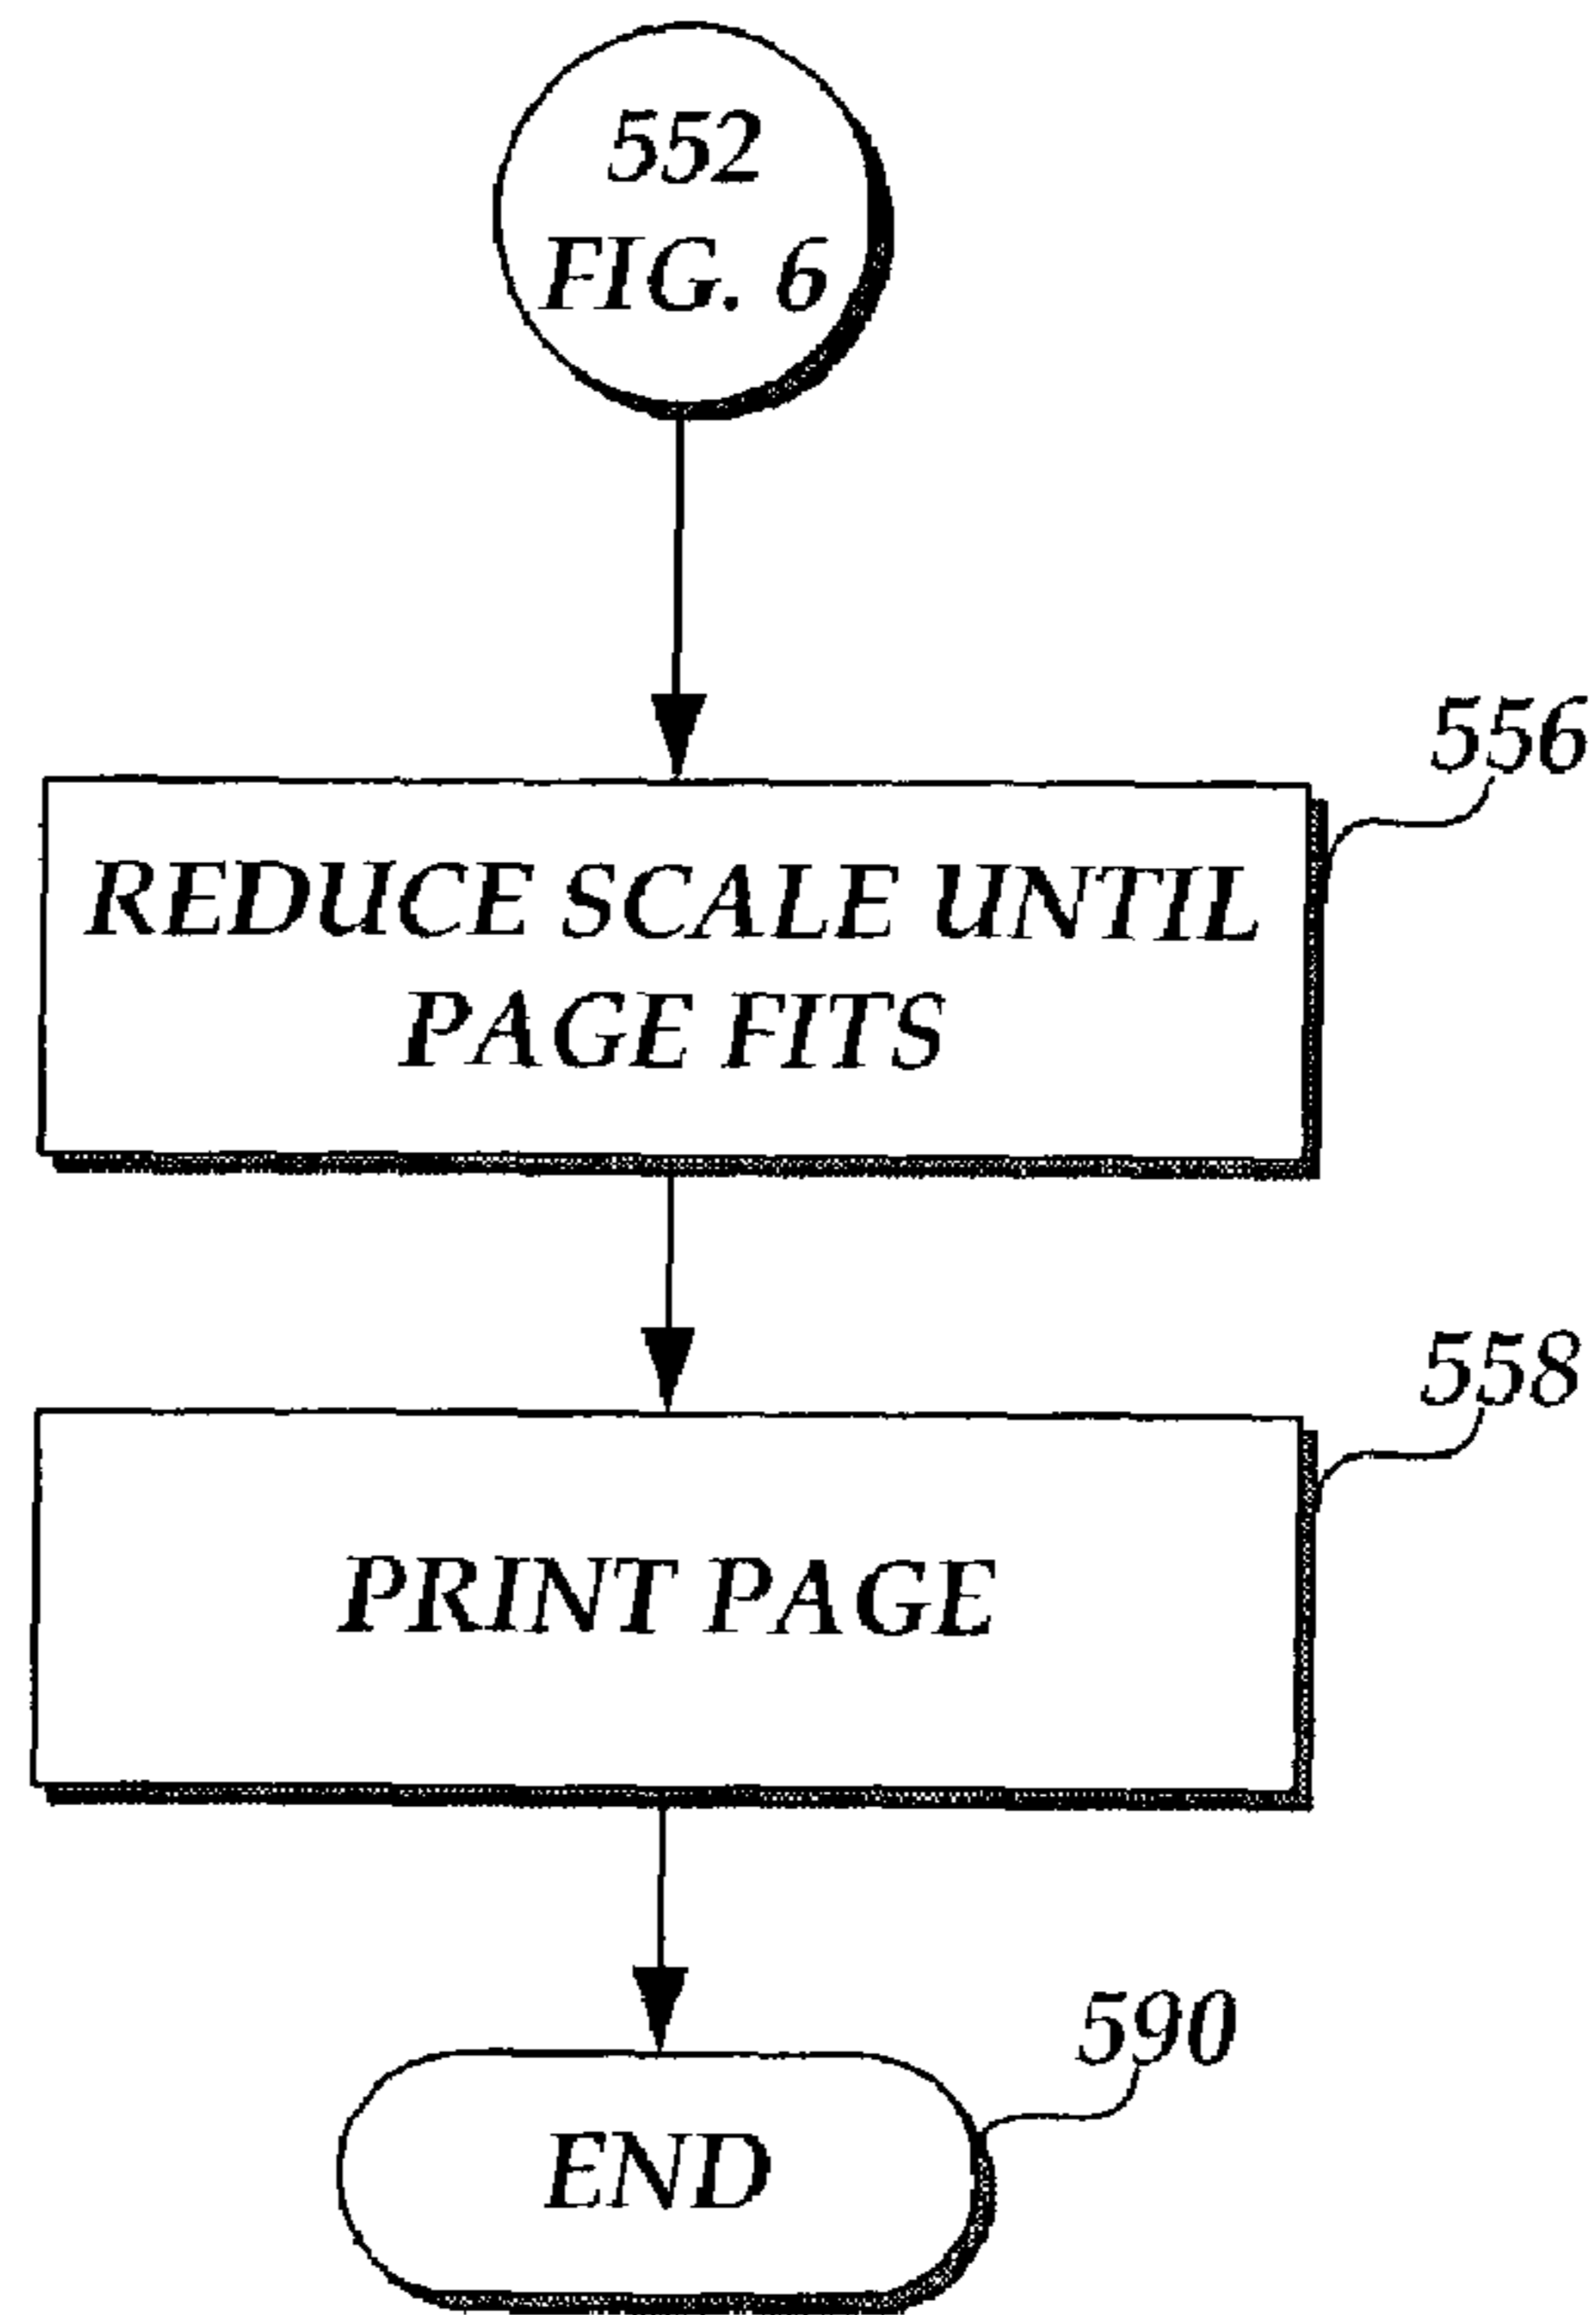 552
FIG. 6
556
REDUCE SCALE UNTIL
PAGE FITS
558
PRINT PAGE
590
END